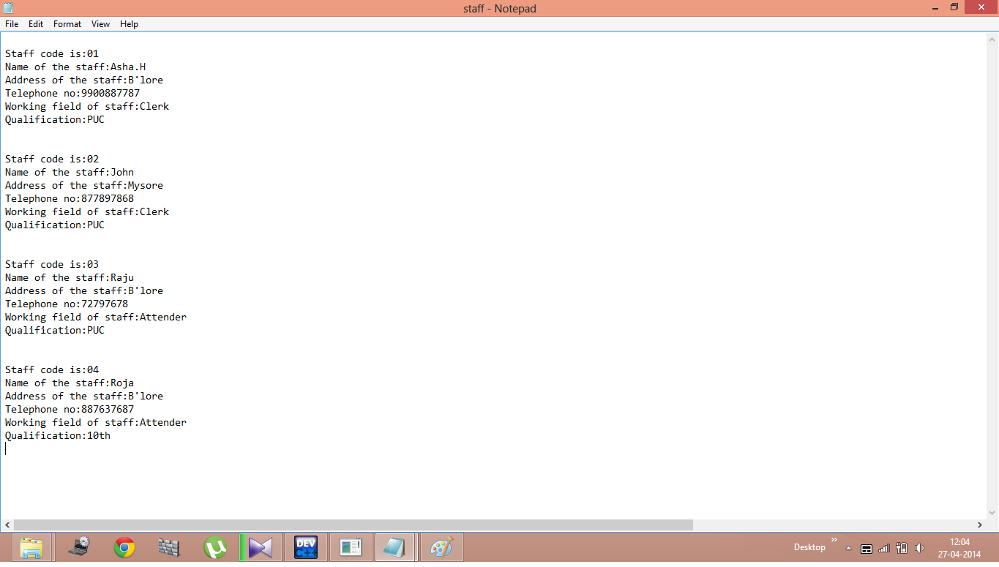 staff - Notepad
File Edit Format View Help
Staff code is:01
Name of the staff:Asha.H
Address of the staff:B'lore
Telephone no:9900887787
Working field of staff:Clerk
Qualification:PUC
Staff code is:02
Name of the staff:John
Address of the staff:Mysore
Telephone no:877897868
Working field of staff:Clerk
Qualification:PUC
Staff code is:03
Name of the staff:Raju
Address of the staff:B'lore
Telephone no:72797678
Working field of staff:Attender
Qualification:PUC
Staff code is:04
Name of the staff:Roja
Address of the staff:B'lore
Telephone no:887637687
Working field of staff:Attender
Qualification:10th
DEV
C++
Desktop
12:04
27-04-2014